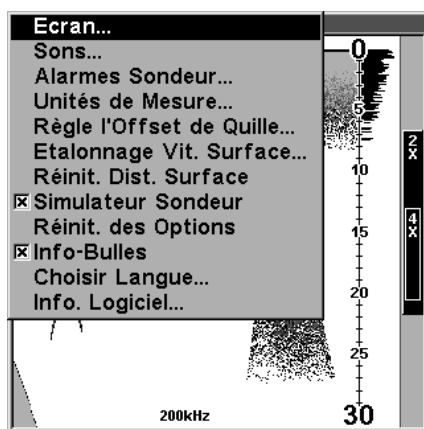 Ecran...
Sons...
Alarmes Sondeur...
Unités de Mesure...
Règle l'Offset de Quille...
Etalonnage Vit. Surface...
Réinit. Dist. Surface
Simulateur Sondeur
Réinit. des Options
Info-Bulles
Choisir Langue...
Info. Logiciel...
0
5
10
15
20
25
30
2x
4x
200kHz